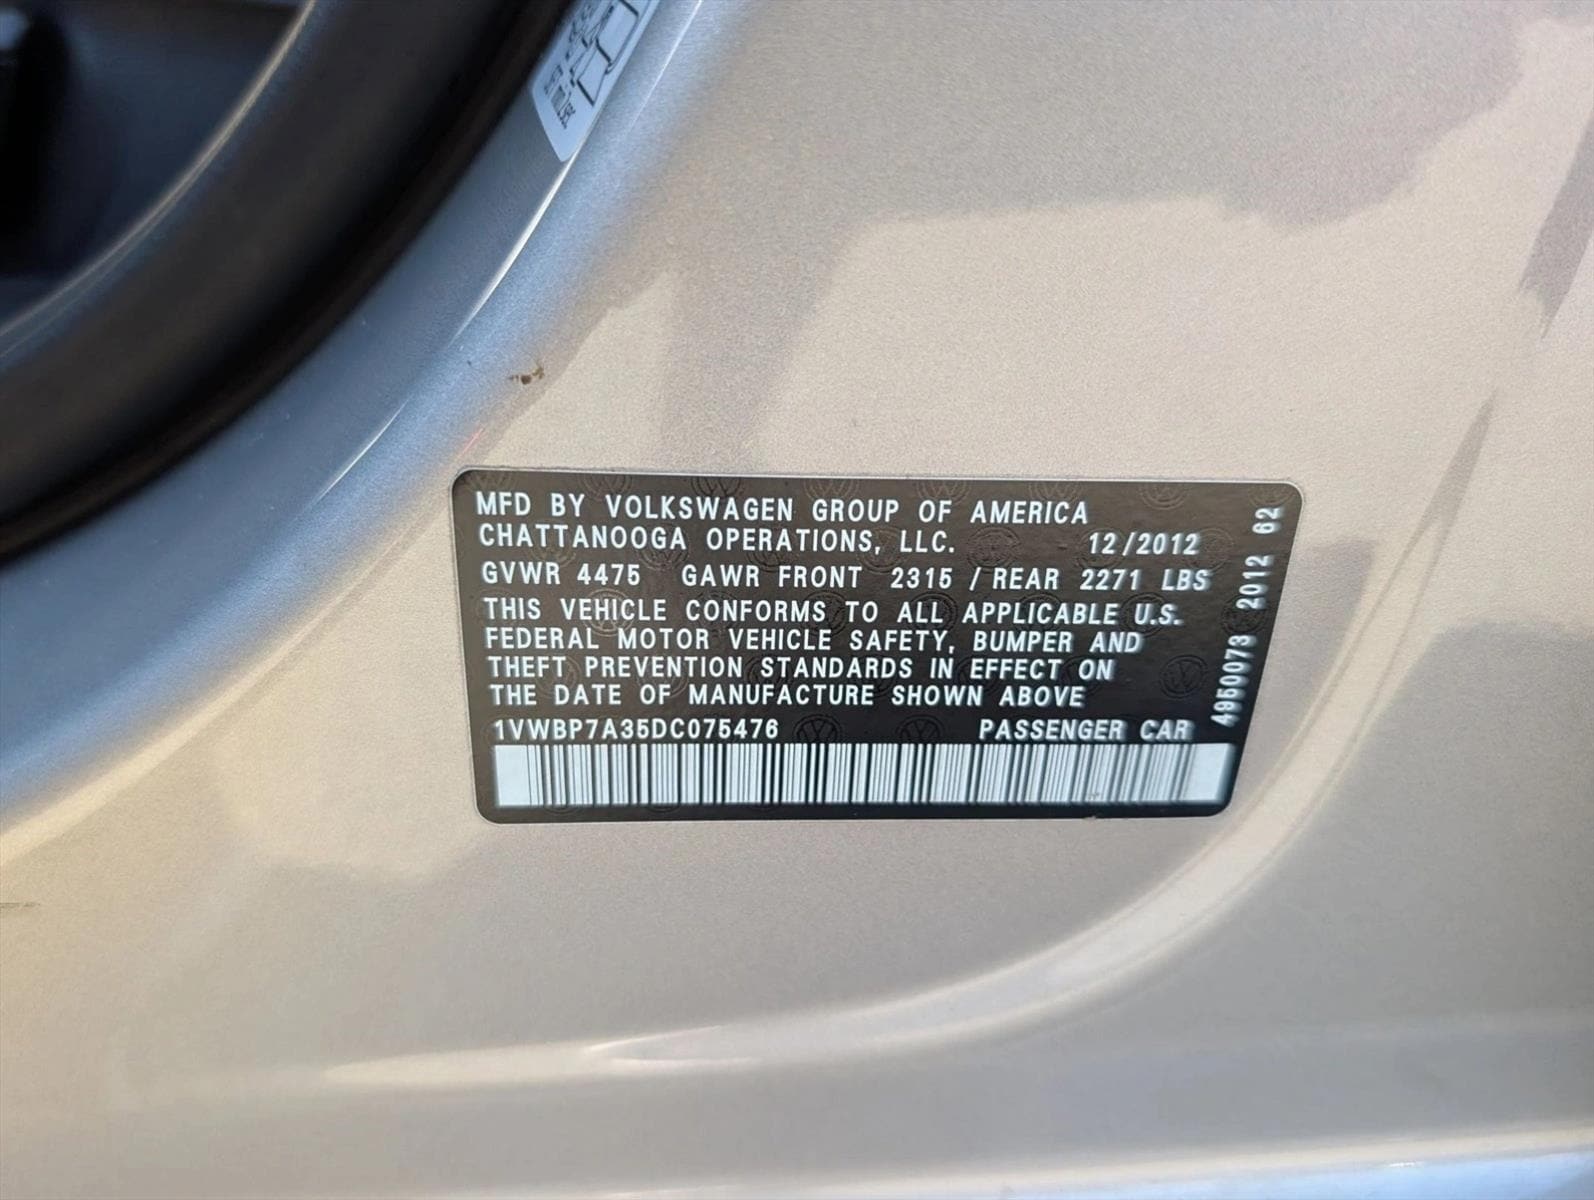 MFD BY VOLKSWAGEN GROUP OF AMERICA
CHATTANOOGA OPERATIONS, LLC. 12/2012
GVWR 4475 GAWR FRONT 2315 / REAR 2271 LBS
THIS VEHICLE CONFORMS TO ALL APPLICABLE U.S.
FEDERAL MOTOR VEHICLE SAFETY, BUMPER AND
THEFT PREVENTION STANDARDS IN EFFECT ON
THE DATE OF MANUFACTURE SHOWN ABOVE
1VWBP7A35DC075476 PASSENGER CAR
4950073 2012 62